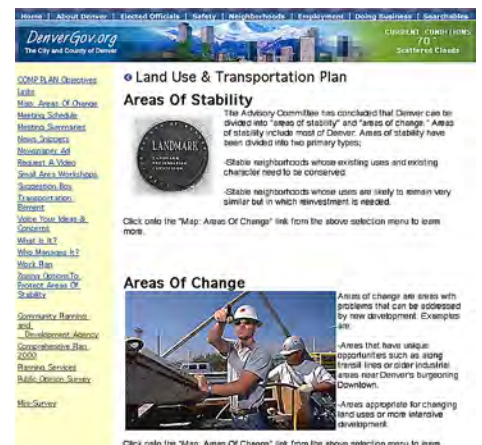 Home | About Denver | Elected Officials | Safety | Neighborhoods | Employment | Doing Business | Searchables
DenverGov.org
The City and County of Denver
CURRENT CONDITIONS
70°
Scattered Clouds
COMP PLAN Objectives
Links
Map: Areas Of Change
Meeting Schedule
Meeting Summaries
News Snippets
Newspaper Ad
Request A Video
Small Area Workshops
Suggestion Box
Transportation
Element
Voice Your Ideas &
Concerns
What Is It?
Who Manages It?
Work Plan
Zoning Options To
Protect Areas Of
Stability
Community Planning
and
Development Agency
Comprehensive Plan
2000
Planning Services
Public Opinion Survey
Mini-Survey
Land Use & Transportation Plan
Areas Of Stability
LANDMARK
The Advisory Committee has concluded that Denver can be
divided into "areas of stability" and "areas of change." Areas
of stability include most of Denver. Areas of stability have
been divided into two primary types;
-Stable neighborhoods whose existing uses and existing
character need to be conserved.
-Stable neighborhoods whose uses are likely to remain very
similar but in which reinvestment is needed.
Click onto the "Map: Areas Of Change" link from the above selection menu to learn
more.
Areas Of Change
Areas of change are areas with
problems that can be addressed
by new development. Examples
are:
-Areas that have unique
opportunities such as along
transit lines or older industrial
areas near Denver's burgeoning
Downtown.
-Areas appropriate for changing
land uses or more intensive
development.
Click onto the "Map: Areas Of Change" link from the above selection menu to learn